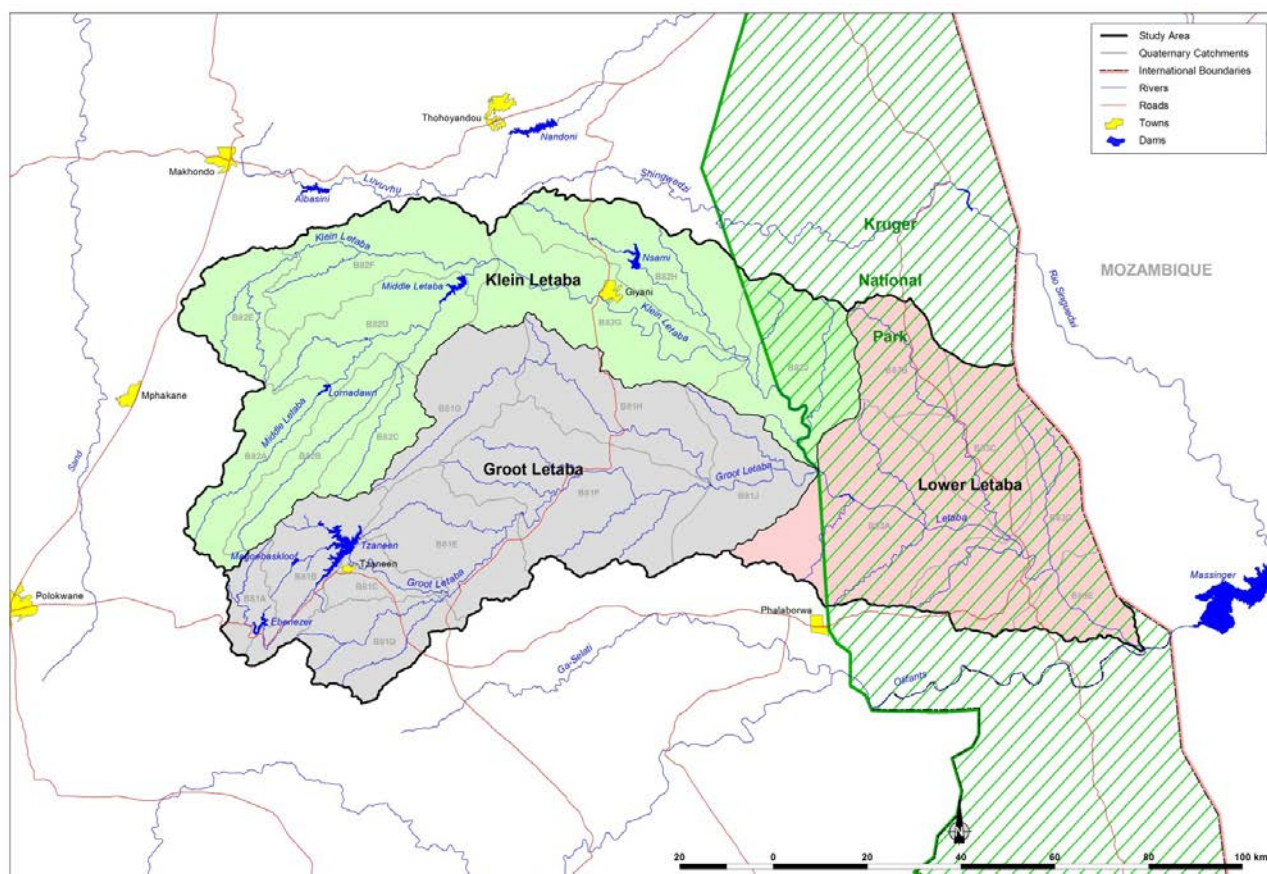 Study Area
Quaternary Catchments
International Boundaries
Rivers
Roads
Towns
Dams
Thohoyandou
Nandoni
Makhondo
Albasini
Luvuvhu
Shingwedzi
Kruger
National
Park
MOZAMBIQUE
Rio Singuedzi
Klein Letaba
B82F
Nsami
B82H
Middle Letaba
Klein Letaba
Giyani
B82E
B82D
B82G
Klein Letaba
B82J
B83B
Mphakane
Lornadawn
Middle Letaba
B81G
B81H
B82C
B82A
B82B
Sand
Groot Letaba
Groot Letaba
B81F
B81J
Lower Letaba
B83A
Letaba
B83D
Tzaneen
Magoebaskloof
Tzaneen
B81E
B81B
B81C
Groot Letaba
B81A
Ebenezer
B81D
Polokwane
Phalaborwa
Massinger
Ga-Selati
Olifants
N
20 0 20 40 60 80 100 km